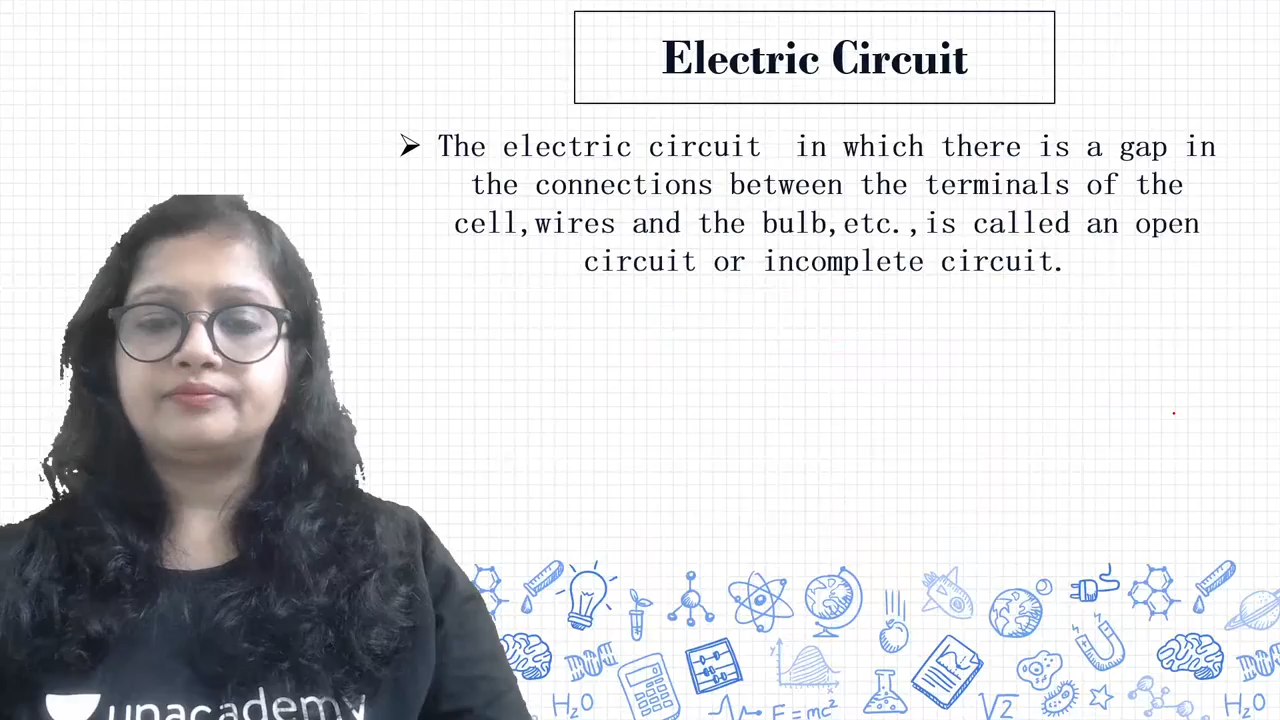 Electric Circuit
➢ The electric circuit in which there is a gap in
the connections between the terminals of the
cell,wires and the bulb,etc.,is called an open
circuit or incomplete circuit.
unacademy
y
x
H₂O
E=mc²
√2
H₂O